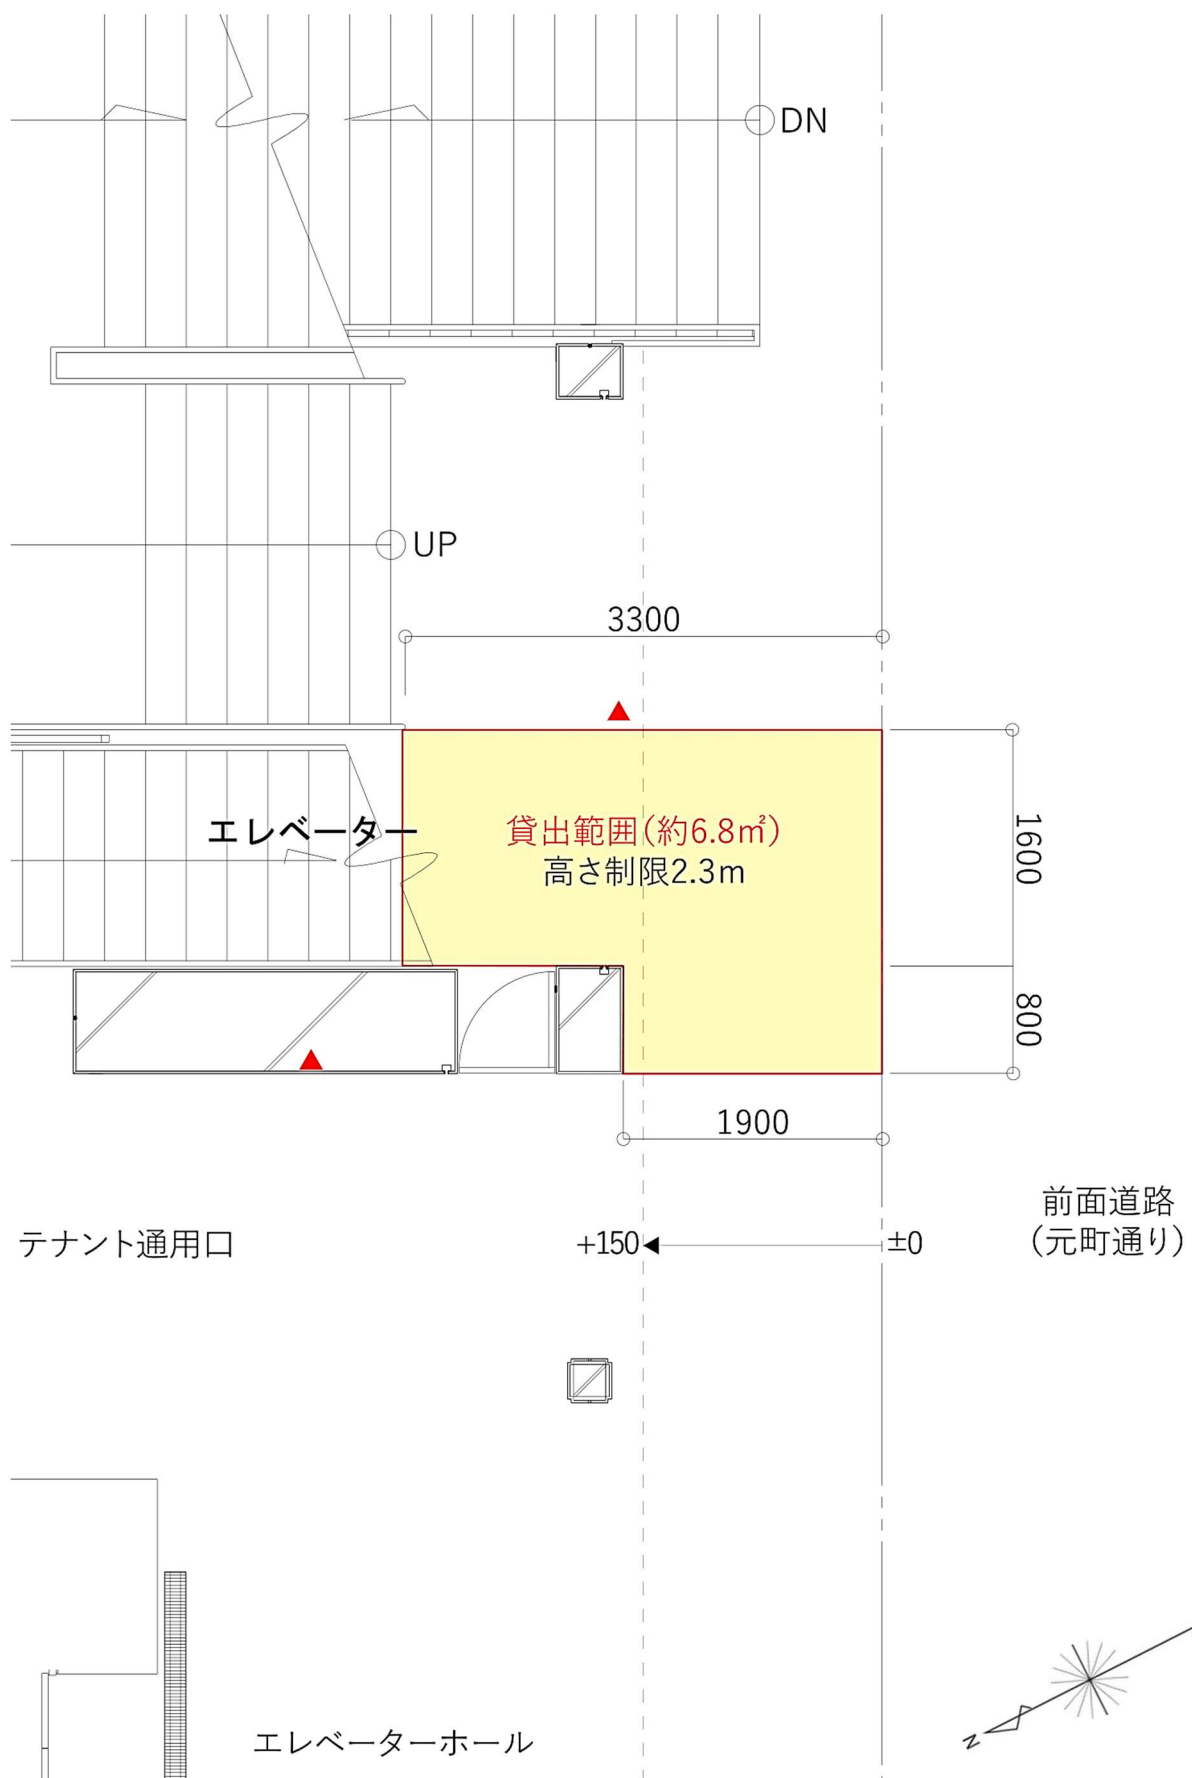 DN
UP
3300
エレベーター
貸出範囲(約6.8㎡)
高さ制限2.3m
1600
800
1900
テナント通用口
+150
±0
前面道路
(元町通り)
エレベーターホール
N